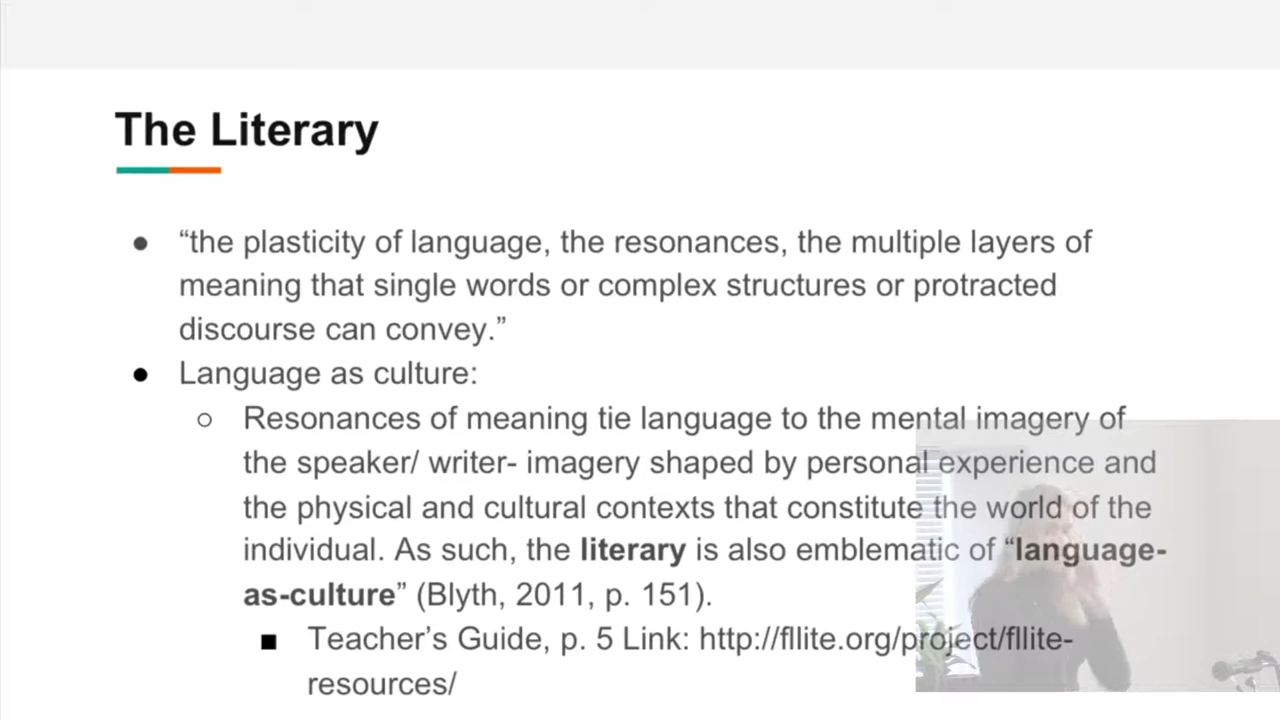 The Literary
● “the plasticity of language, the resonances, the multiple layers of
meaning that single words or complex structures or protracted
discourse can convey.”
● Language as culture:
○ Resonances of meaning tie language to the mental imagery of
the speaker/ writer- imagery shaped by personal experience and
the physical and cultural contexts that constitute the world of the
individual. As such, the literary is also emblematic of “language-
as-culture” (Blyth, 2011, p. 151).
■ Teacher’s Guide, p. 5 Link: http://fllite.org/project/fllite-
resources/